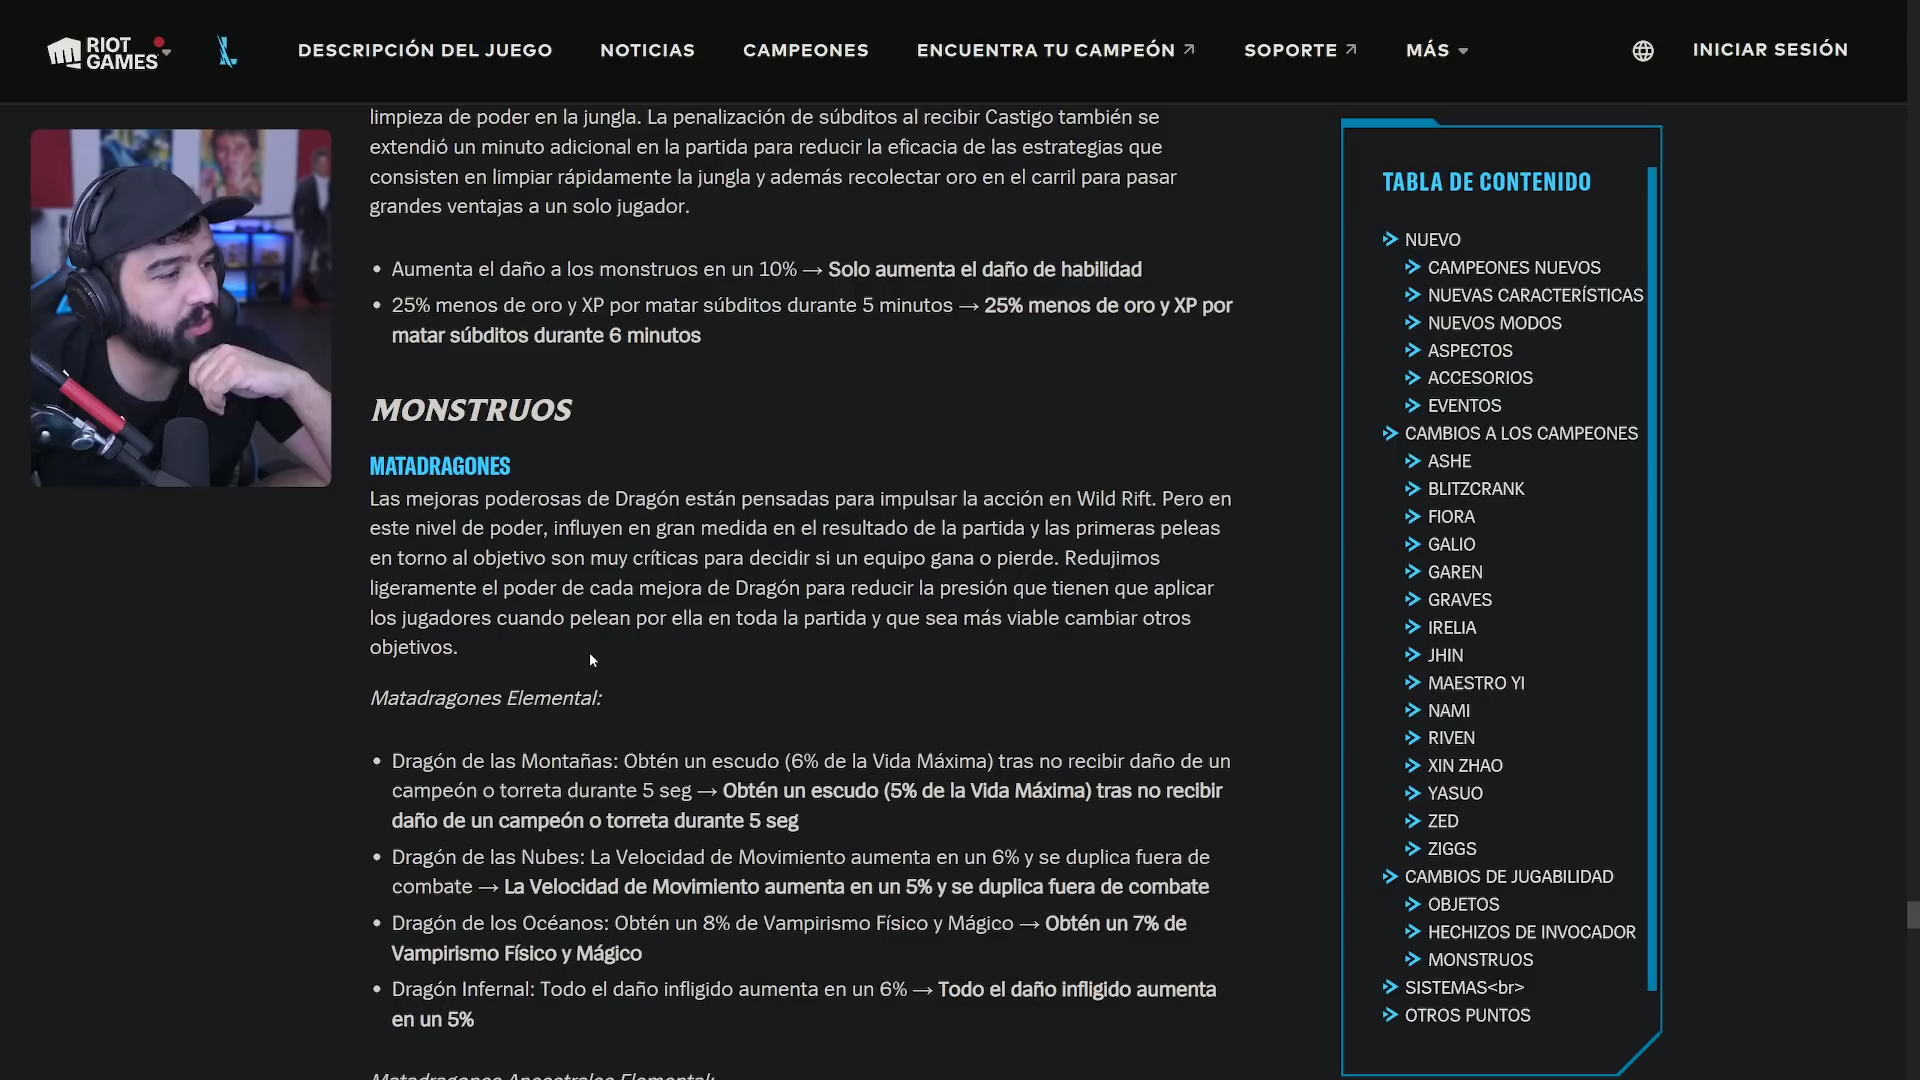 RIOT GAMES
DESCRIPCIÓN DEL JUEGO
NOTICIAS
CAMPEONES
ENCUENTRA TU CAMPEÓN
SOPORTE
MÁS
INICIAR SESIÓN
limpieza de poder en la jungla. La penalización de súbditos al recibir Castigo también se
extendió un minuto adicional en la partida para reducir la eficacia de las estrategias que
consisten en limpiar rápidamente la jungla y además recolectar oro en el carril para pasar
grandes ventajas a un solo jugador.
• Aumenta el daño a los monstruos en un 10% → Solo aumenta el daño de habilidad
• 25% menos de oro y XP por matar súbditos durante 5 minutos → 25% menos de oro y XP por
matar súbditos durante 6 minutos
MONSTRUOS
MATADRAGONES
Las mejoras poderosas de Dragón están pensadas para impulsar la acción en Wild Rift. Pero en
este nivel de poder, influyen en gran medida en el resultado de la partida y las primeras peleas
en torno al objetivo son muy críticas para decidir si un equipo gana o pierde. Redujimos
ligeramente el poder de cada mejora de Dragón para reducir la presión que tienen que aplicar
los jugadores cuando pelean por ella en toda la partida y que sea más viable cambiar otros
objetivos.
Matadragones Elemental:
• Dragón de las Montañas: Obtén un escudo (6% de la Vida Máxima) tras no recibir daño de un
campeón o torreta durante 5 seg → Obtén un escudo (5% de la Vida Máxima) tras no recibir
daño de un campeón o torreta durante 5 seg
• Dragón de las Nubes: La Velocidad de Movimiento aumenta en un 6% y se duplica fuera de
combate → La Velocidad de Movimiento aumenta en un 5% y se duplica fuera de combate
• Dragón de los Océanos: Obtén un 8% de Vampirismo Físico y Mágico → Obtén un 7% de
Vampirismo Físico y Mágico
• Dragón Infernal: Todo el daño infligido aumenta en un 6% → Todo el daño infligido aumenta
en un 5%
Matadragones Ancestrales Elemental:
TABLA DE CONTENIDO
NUEVO
CAMPEONES NUEVOS
NUEVAS CARACTERÍSTICAS
NUEVOS MODOS
ASPECTOS
ACCESORIOS
EVENTOS
CAMBIOS A LOS CAMPEONES
ASHE
BLITZCRANK
FIORA
GALIO
GAREN
GRAVES
IRELIA
JHIN
MAESTRO YI
NAMI
RIVEN
XIN ZHAO
YASUO
ZED
ZIGGS
CAMBIOS DE JUGABILIDAD
OBJETOS
HECHIZOS DE INVOCADOR
MONSTRUOS
SISTEMAS<br>
OTROS PUNTOS